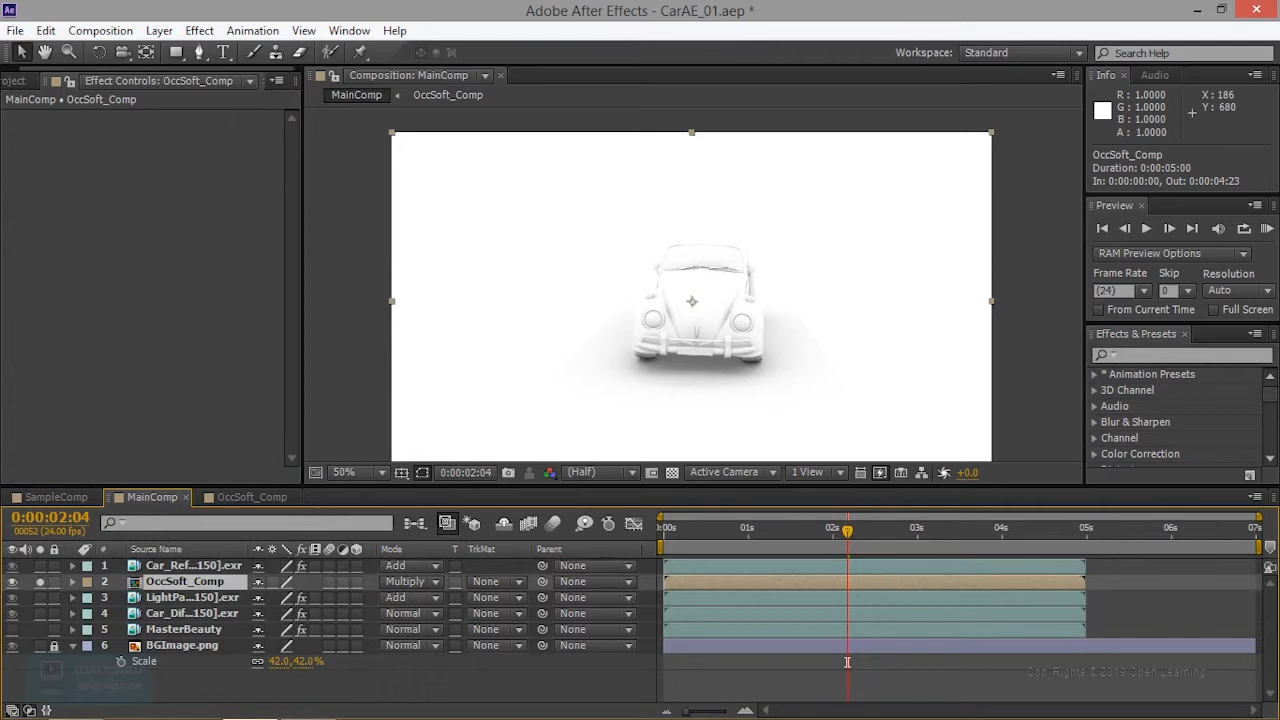 Adobe After Effects - CarAE_01.aep *
File Edit Composition Layer Effect Animation View Window Help
Workspace: Standard Search Help
roject Effect Controls: OccSoft_Comp
Composition: MainComp
Info Audio
MainComp • OccSoft_Comp
MainComp OccSoft_Comp
R : 1.0000
G : 1.0000
B : 1.0000
A : 1.0000
X : 186
Y : 680
OccSoft_Comp
Duration: 0:00:05:00
In: 0:00:00:00, Out: 0:00:04:23
Preview
RAM Preview Options
Frame Rate Skip Resolution
(24) 0 Auto
From Current Time Full Screen
Effects & Presets
* Animation Presets
3D Channel
Audio
Blur & Sharpen
Channel
Color Correction
50% 0:00:02:04 (Half) Active Camera 1 View +0.0
SampleComp MainComp OccSoft_Comp
0:00:02:04
00052 (24.00 fps)
0:00s 01s 02s 03s 04s 05s 06s 07s
# Source Name Mode T TrkMat Parent
1 Car_Ref...150].exr Add None
2 OccSoft_Comp Multiply None None
3 LightPa...150].exr Add None None
4 Car_Dif...150].exr Normal None None
5 MasterBeauty Normal None None
6 BGImage.png Normal None None
Scale 42.0,42.0%
Cop Rights © 2019 Open Learning